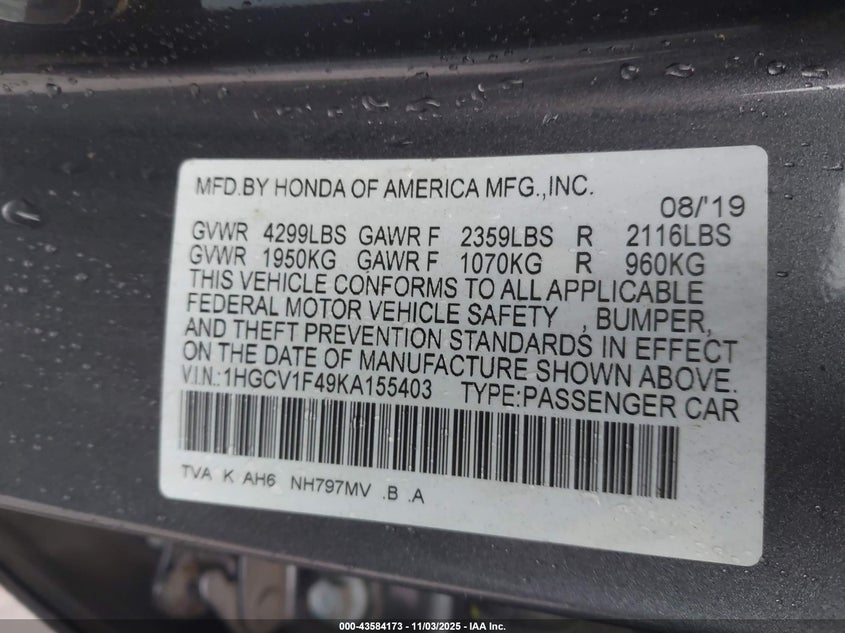 MFD.BY HONDA OF AMERICA MFG.,INC.
08/'19
GVWR 4299LBS GAWR F 2359LBS R 2116LBS
GVWR 1950KG GAWR F 1070KG R 960KG
THIS VEHICLE CONFORMS TO ALL APPLICABLE
FEDERAL MOTOR VEHICLE SAFETY , BUMPER,
AND THEFT PREVENTION STANDARDS IN EFFECT
ON THE DATE OF MANUFACTURE SHOWN ABOVE.
V.I.N.:1HGCV1F49KA155403 TYPE:PASSENGER CAR
TVA K AH6 NH797MV .B .A
000-43584173 - 11/03/2025 - IAA Inc.